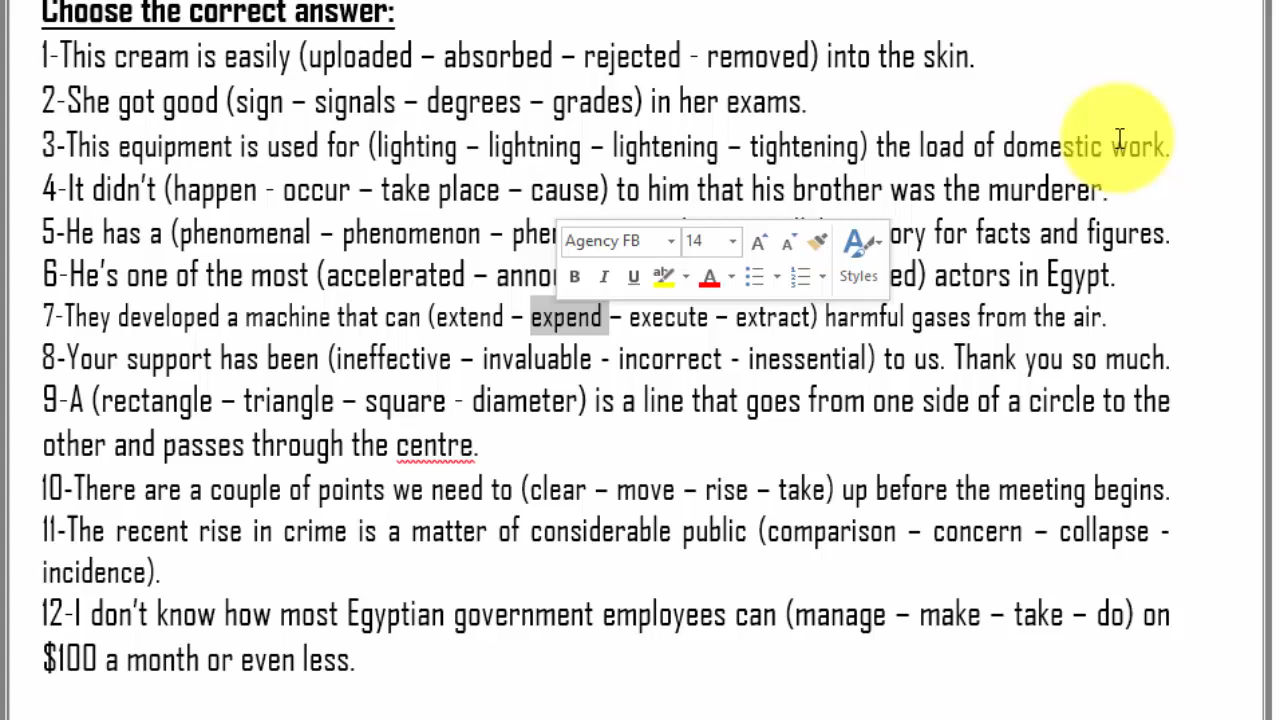 Choose the correct answer:
1-This cream is easily (uploaded – absorbed – rejected - removed) into the skin.
2-She got good (sign – signals – degrees – grades) in her exams.
3-This equipment is used for (lighting – lightning – lightening – tightening) the load of domestic work.
4-It didn't (happen - occur – take place – cause) to him that his brother was the murderer.
5-He has a (phenomenal – phenomenon – for facts and figures.
Agency FB 14 A A A
6-He's one of the most (accelerated – actors in Egypt.
B I U ab A Styles
7-They developed a machine that can (extend – expend – execute – extract) harmful gases from the air.
8-Your support has been (ineffective – invaluable - incorrect - inessential) to us. Thank you so much.
9-A (rectangle – triangle – square - diameter) is a line that goes from one side of a circle to the
other and passes through the centre.
10-There are a couple of points we need to (clear – move – rise – take) up before the meeting begins.
11-The recent rise in crime is a matter of considerable public (comparison – concern – collapse -
incidence).
12-I don't know how most Egyptian government employees can (manage – make – take – do) on
$100 a month or even less.